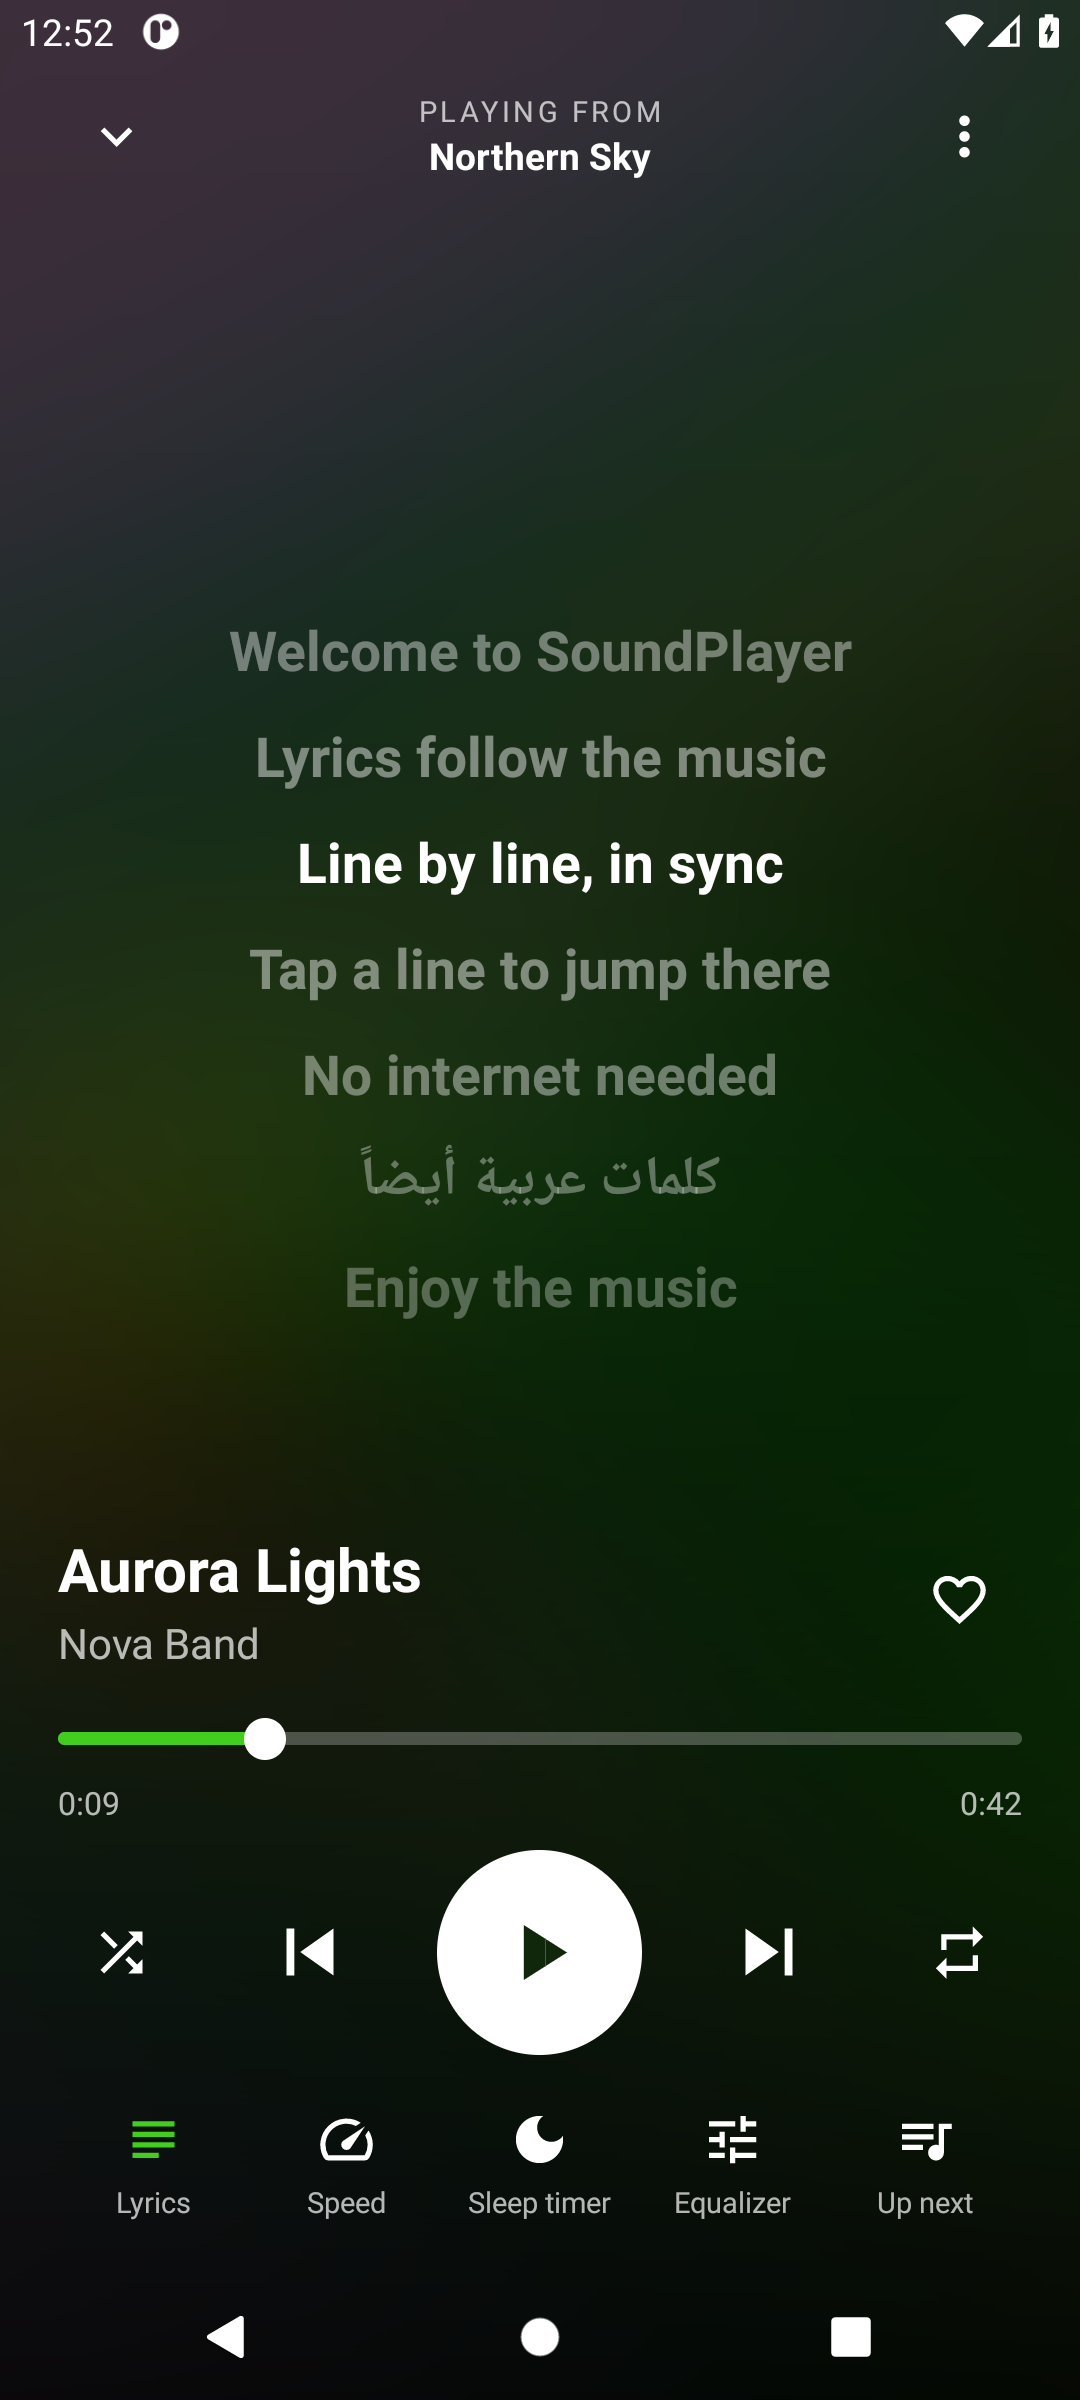 12:52
PLAYING FROM
Northern Sky
Welcome to SoundPlayer
Lyrics follow the music
Line by line, in sync
Tap a line to jump there
No internet needed
كلمات عربية أيضاً
Enjoy the music
Aurora Lights
Nova Band
0:09 0:42
Lyrics Speed Sleep timer Equalizer Up next